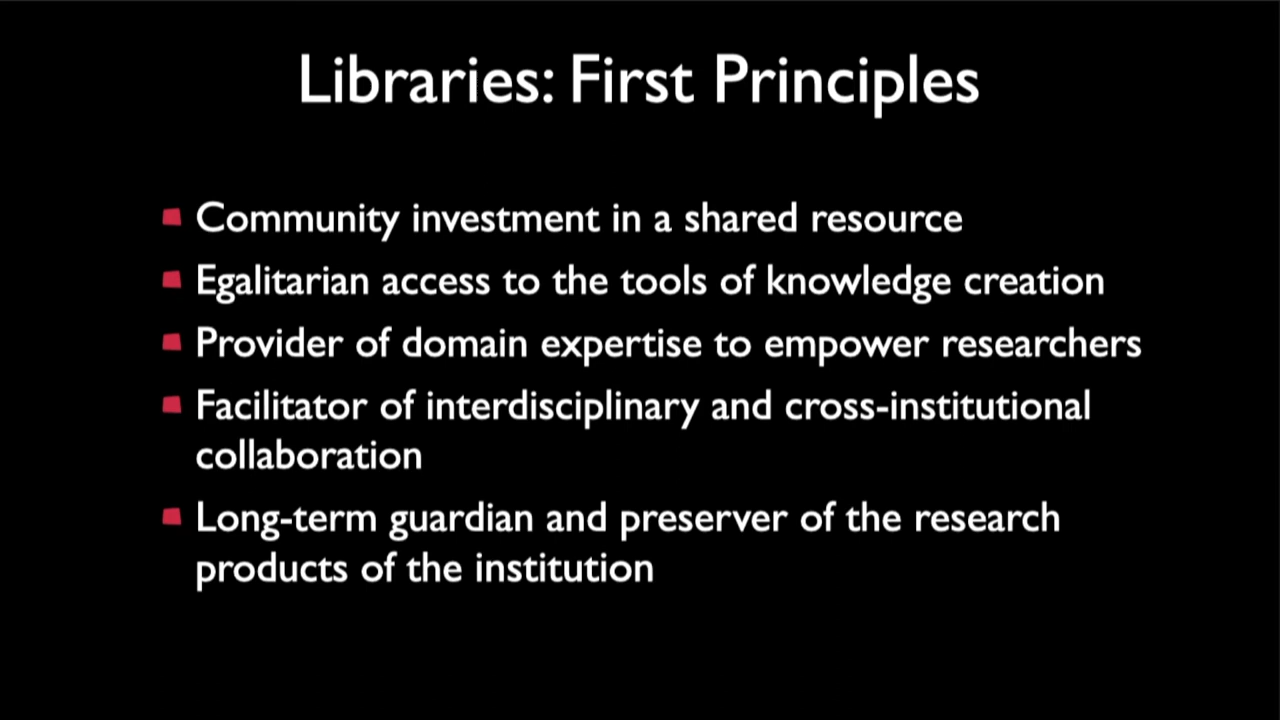 Libraries: First Principles
Community investment in a shared resource
Egalitarian access to the tools of knowledge creation
Provider of domain expertise to empower researchers
Facilitator of interdisciplinary and cross-institutional
collaboration
Long-term guardian and preserver of the research
products of the institution